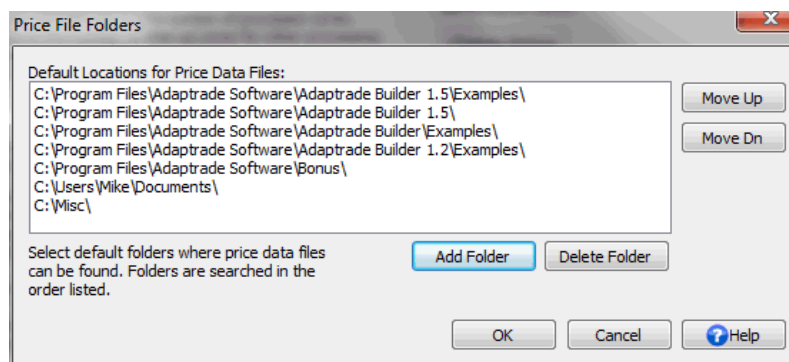 Price File Folders
Default Locations for Price Data Files:
C:\Program Files\Adaptrade Software\Adaptrade Builder 1.5\Examples\
C:\Program Files\Adaptrade Software\Adaptrade Builder 1.5\
C:\Program Files\Adaptrade Software\Adaptrade Builder\Examples\
C:\Program Files\Adaptrade Software\Adaptrade Builder 1.2\Examples\
C:\Program Files\Adaptrade Software\Bonus\
C:\Users\Mike\Documents\
C:\Misc\
Move Up
Move Dn
Select default folders where price data files
can be found. Folders are searched in the
order listed.
Add Folder
Delete Folder
OK
Cancel
Help